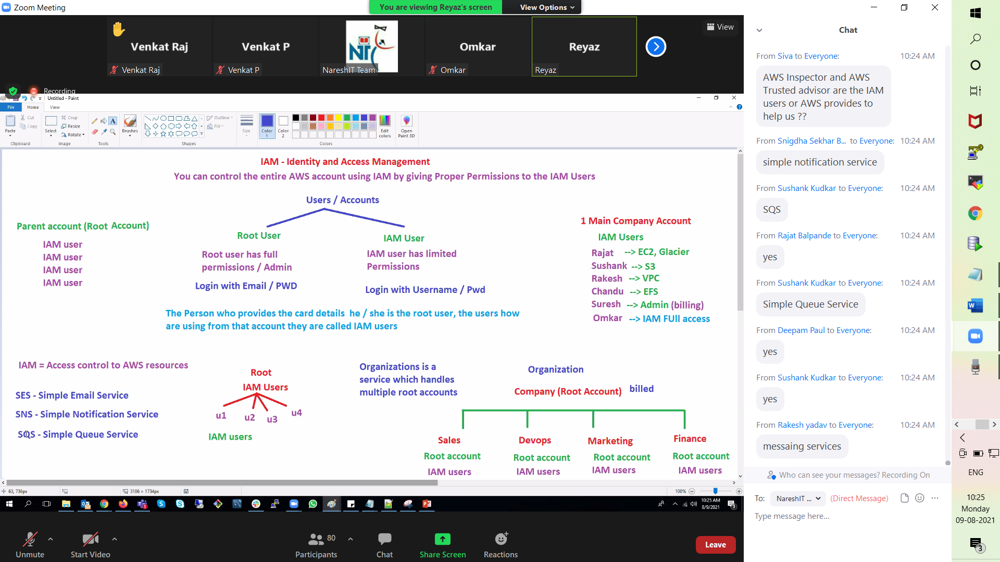 Zoom Meeting
You are viewing Reyaz's screen
View Options
View
Venkat Raj
Venkat P
Omkar
Reyaz
Venkat Raj
Venkat P
NareshIT Team
Omkar
Reyaz
Recording
Untitled - Paint
File
Home
View
Paste
Cut
Copy
Clipboard
Select
Crop
Resize
Rotate
Image
Tools
Brushes
Outline
Fill
Shapes
Size
Color
1
Color
2
Colors
Edit
colors
Open
Paint 3D
IAM - Identity and Access Management
You can control the entire AWS account using IAM by giving Proper Permissions to the IAM Users
Users / Accounts
Parent account (Root Account)
IAM user
IAM user
IAM user
IAM user
Root User
Root user has full
permissions / Admin
Login with Email / PWD
IAM User
IAM user has limited
Permissions
Login with Username / Pwd
1 Main Company Account
IAM Users
Rajat --> EC2, Glacier
Sushank --> S3
Rakesh --> VPC
Chandu --> EFS
Suresh --> Admin (billing)
Omkar --> IAM FUll access
The Person who provides the card details he / she is the root user, the users how
are using from that account they are called IAM users
IAM = Access control to AWS resources
SES - Simple Email Service
SNS - Simple Notification Service
SQS - Simple Queue Service
Root
IAM Users
u1
u2
u3
u4
IAM users
Organizations is a
service which handles
multiple root accounts
Organization
Company (Root Account) billed
Sales
Root account
IAM users
Devops
Root account
IAM users
Marketing
Root account
IAM users
Finance
Root account
IAM users
63, 736px
3186 × 1734px
100%
10:25 AM
8/9/2021
3
Unmute
Start Video
80
Participants
Chat
Share Screen
Reactions
Leave
Chat
From Siva to Everyone: 10:24 AM
AWS Inspector and AWS
Trusted advisor are the IAM
users or AWS provides to
help us ??
From Snigdha Sekhar B... to Everyone: 10:24 AM
simple notification service
From Sushank Kudkar to Everyone: 10:24 AM
SQS
From Rajat Balpande to Everyone: 10:24 AM
yes
From Sushank Kudkar to Everyone: 10:24 AM
Simple Queue Service
From Deepam Paul to Everyone: 10:24 AM
yes
From Sushank Kudkar to Everyone: 10:24 AM
yes
From Rakesh yadav to Everyone: 10:24 AM
messaing services
Who can see your messages? Recording On
To: NareshIT ... (Direct Message)
Type message here...
ENG
10:25
Monday
09-08-2021
3